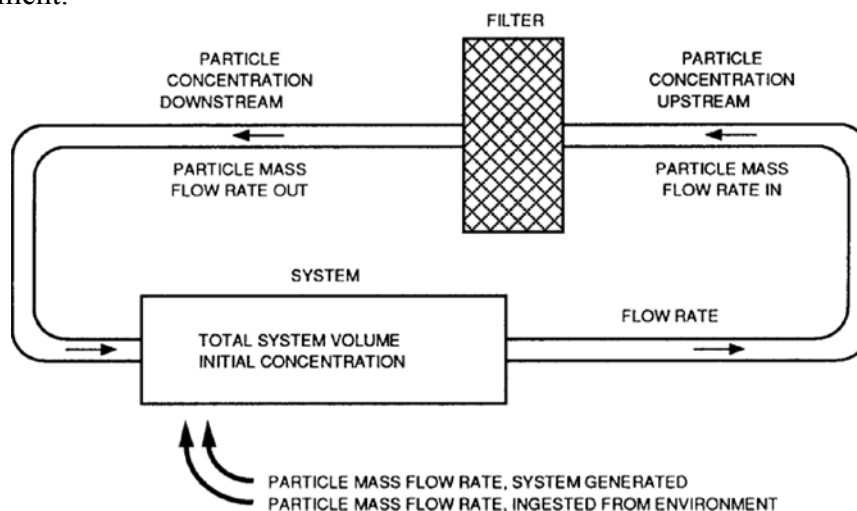 ment.
FILTER
PARTICLE
CONCENTRATION
DOWNSTREAM
PARTICLE
CONCENTRATION
UPSTREAM
PARTICLE MASS
FLOW RATE OUT
PARTICLE MASS
FLOW RATE IN
SYSTEM
FLOW RATE
TOTAL SYSTEM VOLUME
INITIAL CONCENTRATION
PARTICLE MASS FLOW RATE, SYSTEM GENERATED
PARTICLE MASS FLOW RATE, INGESTED FROM ENVIRONMENT